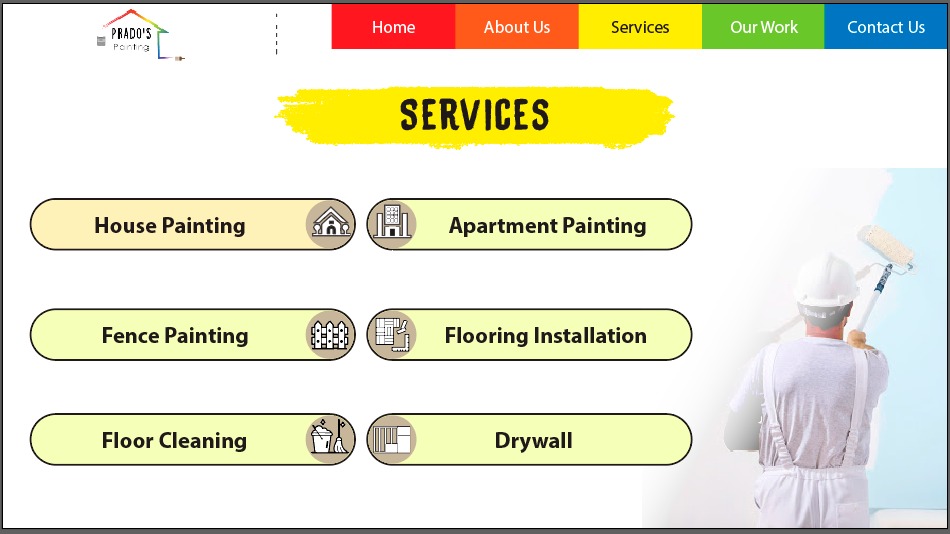 PRADO'S
Painting
Home
About Us
Services
Our Work
Contact Us
SERVICES
House Painting
Apartment Painting
Fence Painting
Flooring Installation
Floor Cleaning
Drywall